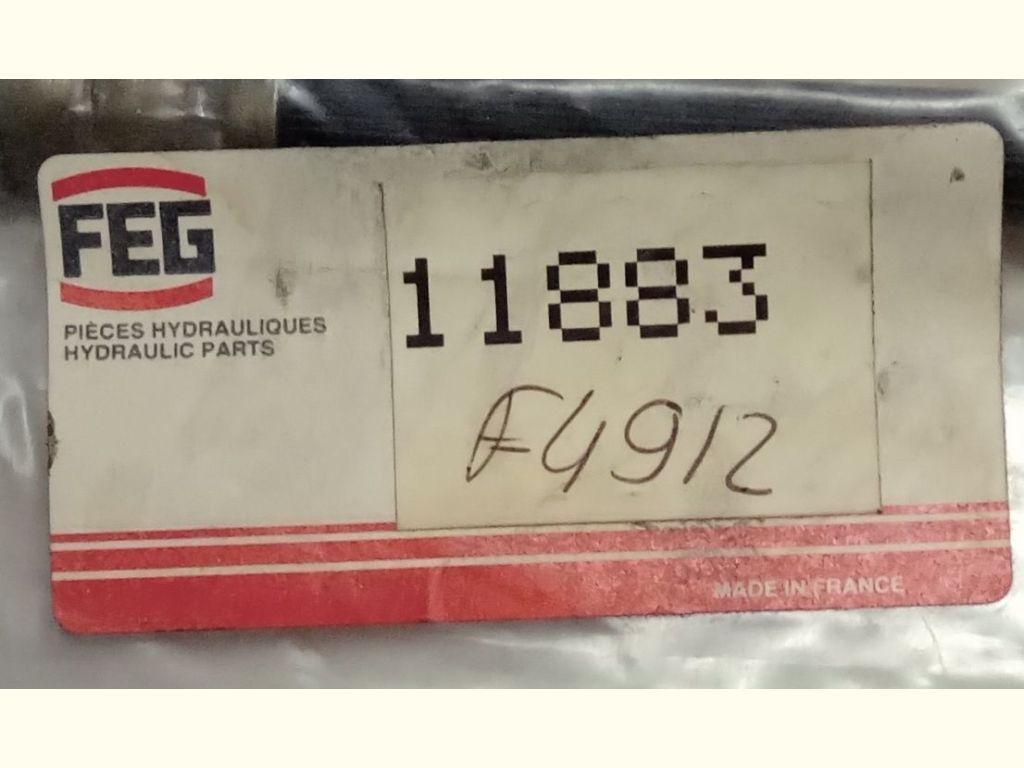 FEG
PIÈCES HYDRAULIQUES
HYDRAULIC PARTS
11883
F4912
MADE IN FRANCE